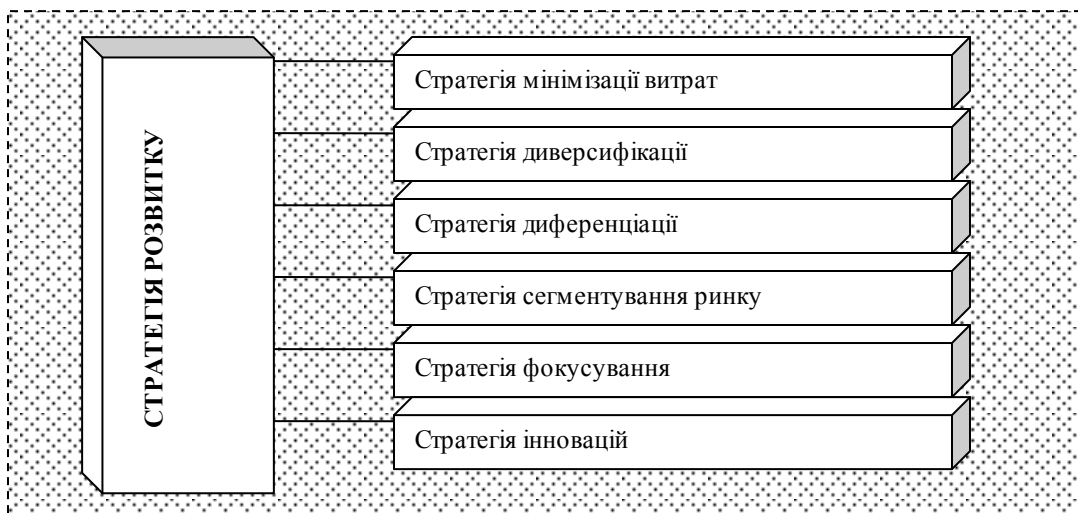 СТРАТЕГІЯ РОЗВИТКУ
Стратегія мінімізації витрат
Стратегія диверсифікації
Стратегія диференціації
Стратегія сегментування ринку
Стратегія фокусування
Стратегія інновацій